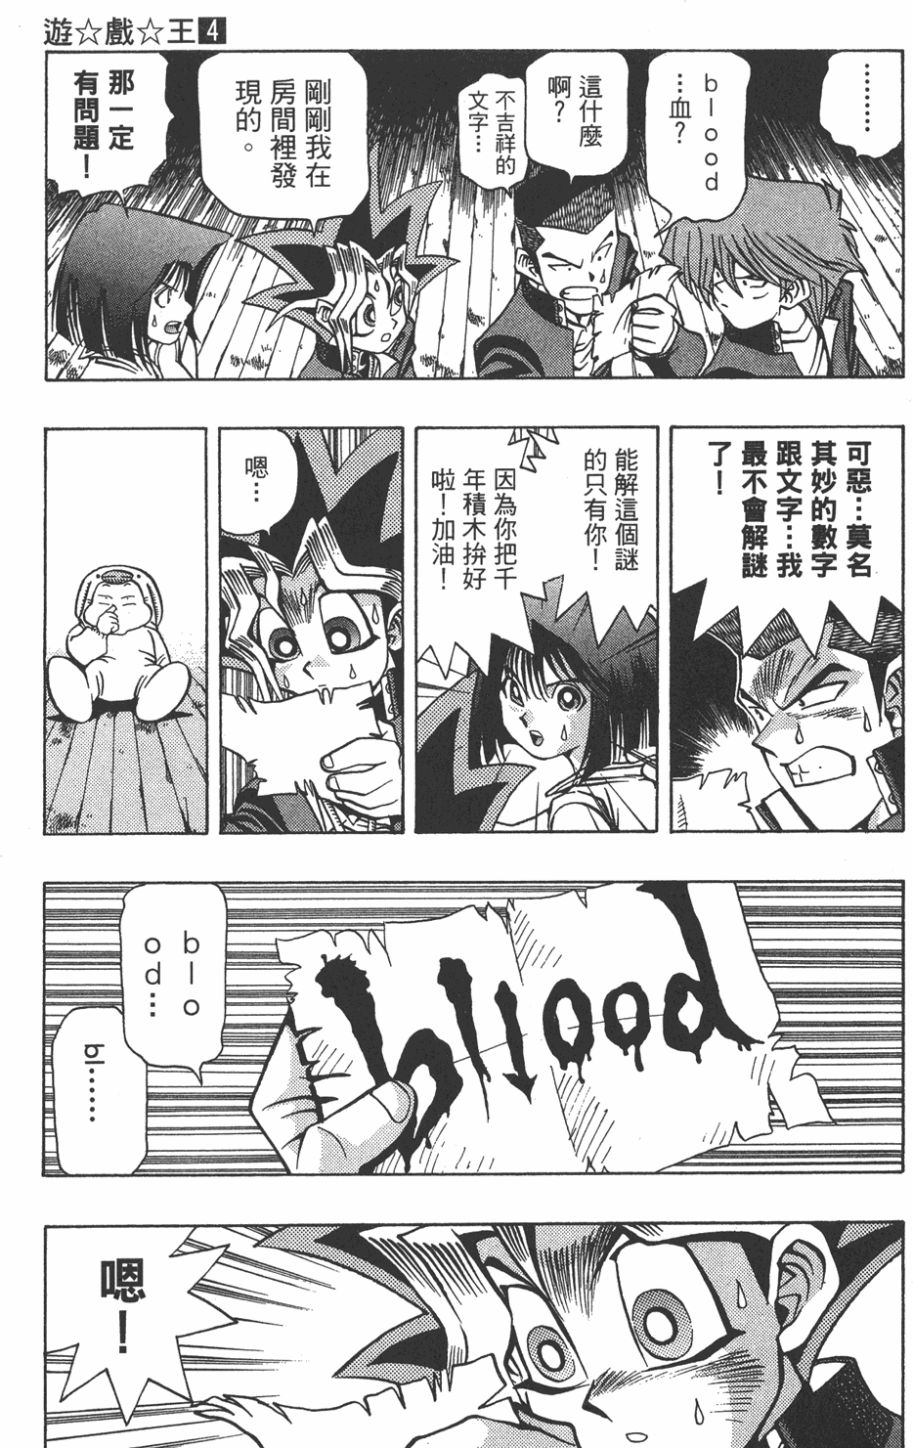 遊☆戲☆王4
………
blood
…血？
這什麼
啊？
不吉祥的
文字…
剛剛我在
房間裡發
現的。
那一定
有問題！
可惡…莫名
其妙的數字
跟文字…我
最不會解謎
了！
能解這個謎
的只有你！
因為你把千
年積木拚好
啦！加油！
嗯…
blood
blo
od…
bl……
嗯！